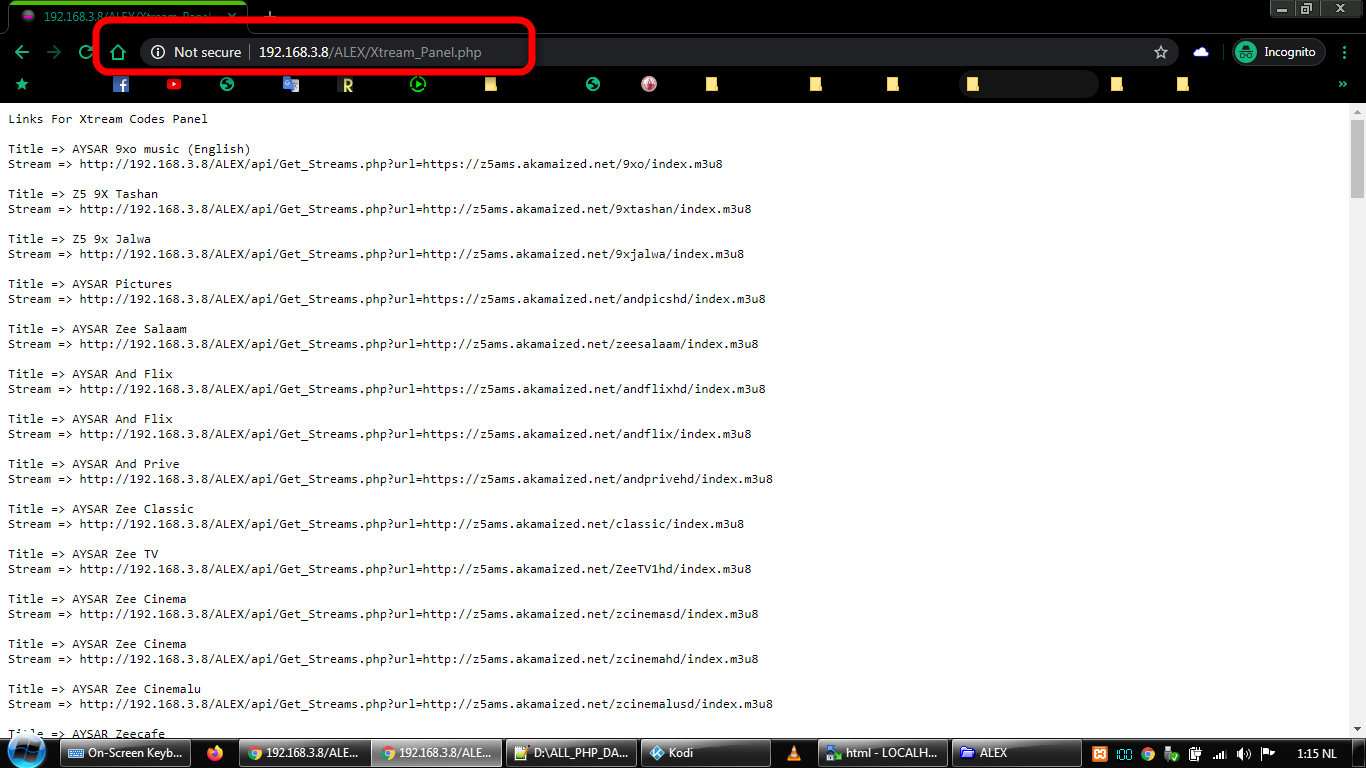 192.168.3.8/ALEX/Xtream_Panel
Not secure | 192.168.3.8/ALEX/Xtream_Panel.php
Incognito
Links For Xtream Codes Panel
Title => AYSAR 9xo music (English)
Stream => http://192.168.3.8/ALEX/api/Get_Streams.php?url=https://z5ams.akamaized.net/9xo/index.m3u8
Title => Z5 9X Tashan
Stream => http://192.168.3.8/ALEX/api/Get_Streams.php?url=http://z5ams.akamaized.net/9xtashan/index.m3u8
Title => Z5 9x Jalwa
Stream => http://192.168.3.8/ALEX/api/Get_Streams.php?url=http://z5ams.akamaized.net/9xjalwa/index.m3u8
Title => AYSAR Pictures
Stream => http://192.168.3.8/ALEX/api/Get_Streams.php?url=https://z5ams.akamaized.net/andpicshd/index.m3u8
Title => AYSAR Zee Salaam
Stream => http://192.168.3.8/ALEX/api/Get_Streams.php?url=http://z5ams.akamaized.net/zeesalaam/index.m3u8
Title => AYSAR And Flix
Stream => http://192.168.3.8/ALEX/api/Get_Streams.php?url=https://z5ams.akamaized.net/andflixhd/index.m3u8
Title => AYSAR And Flix
Stream => http://192.168.3.8/ALEX/api/Get_Streams.php?url=https://z5ams.akamaized.net/andflix/index.m3u8
Title => AYSAR And Prive
Stream => http://192.168.3.8/ALEX/api/Get_Streams.php?url=https://z5ams.akamaized.net/andprivehd/index.m3u8
Title => AYSAR Zee Classic
Stream => http://192.168.3.8/ALEX/api/Get_Streams.php?url=http://z5ams.akamaized.net/classic/index.m3u8
Title => AYSAR Zee TV
Stream => http://192.168.3.8/ALEX/api/Get_Streams.php?url=http://z5ams.akamaized.net/ZeeTV1hd/index.m3u8
Title => AYSAR Zee Cinema
Stream => http://192.168.3.8/ALEX/api/Get_Streams.php?url=http://z5ams.akamaized.net/zcinemasd/index.m3u8
Title => AYSAR Zee Cinema
Stream => http://192.168.3.8/ALEX/api/Get_Streams.php?url=http://z5ams.akamaized.net/zcinemahd/index.m3u8
Title => AYSAR Zee Cinemalu
Stream => http://192.168.3.8/ALEX/api/Get_Streams.php?url=http://z5ams.akamaized.net/zcinemalusd/index.m3u8
Title => AYSAR Zeecafe
On-Screen Keyb... 192.168.3.8/ALE... 192.168.3.8/ALE... D:\ALL_PHP_DA... Kodi html - LOCALH... ALEX 100 1:15 NL